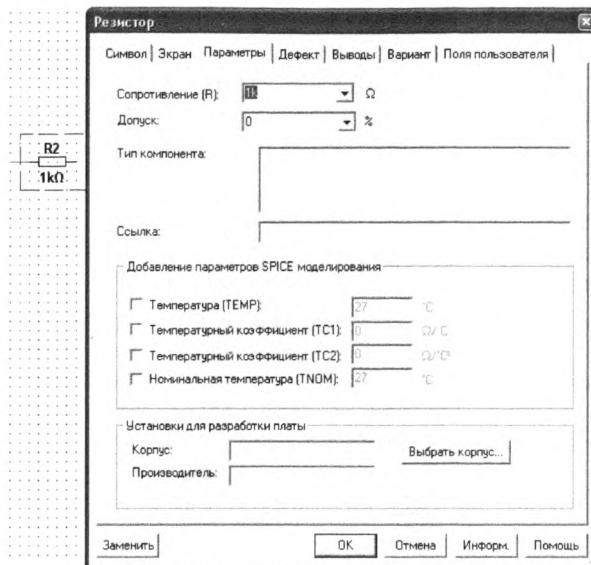 Резистор
Символ | Экран | Параметры | Дефект | Выводы | Вариант | Поля пользователя
Сопротивление (R): 1k Ω
Допуск: 0 %
Тип компонента:
Ссылка:
R2
1kΩ
Добавление параметров SPICE моделирования
Температура (TEMP): 27 °C
Температурный коэффициент (TC1): 0 Ω/°C
Температурный коэффициент (TC2): 0 Ω/°C²
Номинальная температура (TNOM): 27 °C
Установки для разработки платы
Корпус: Выбрать корпус...
Производитель:
Заменить OK Отмена Информ. Помощь